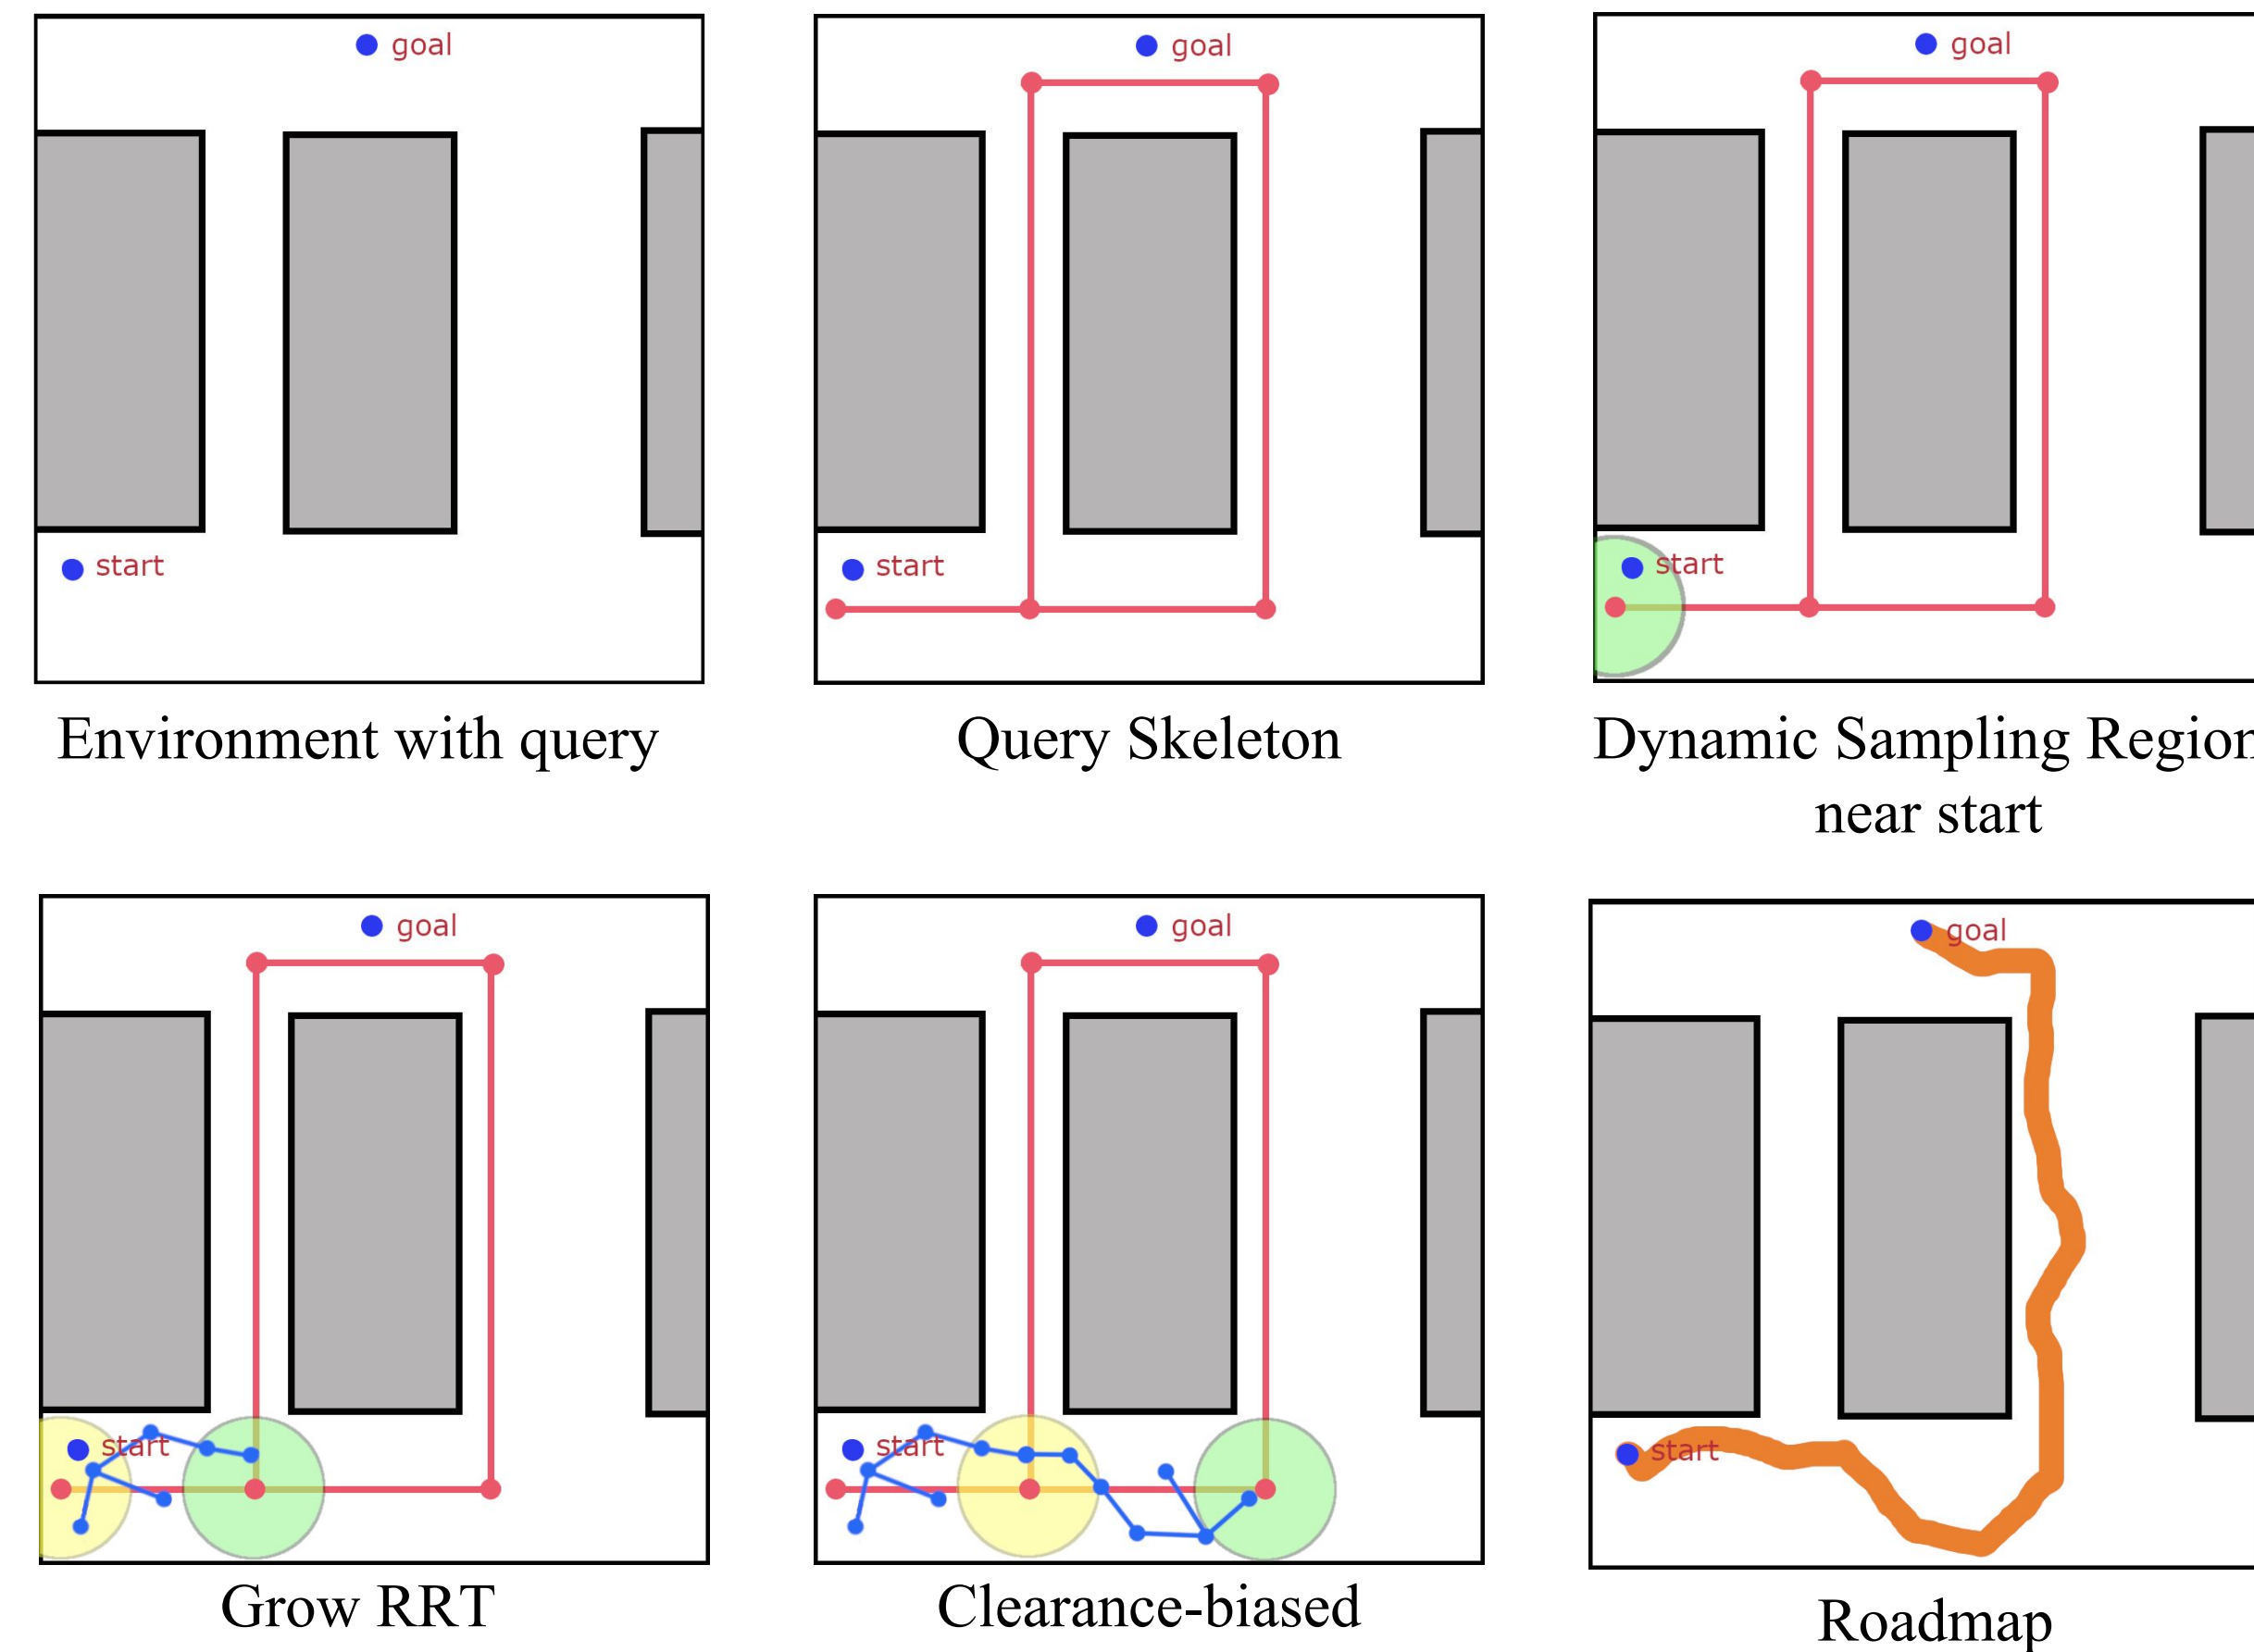 goal
start
Environment with query
goal
start
Query Skeleton
goal
start
Dynamic Sampling Region
near start
goal
start
Grow RRT
goal
start
Clearance-biased
goal
start
Roadmap